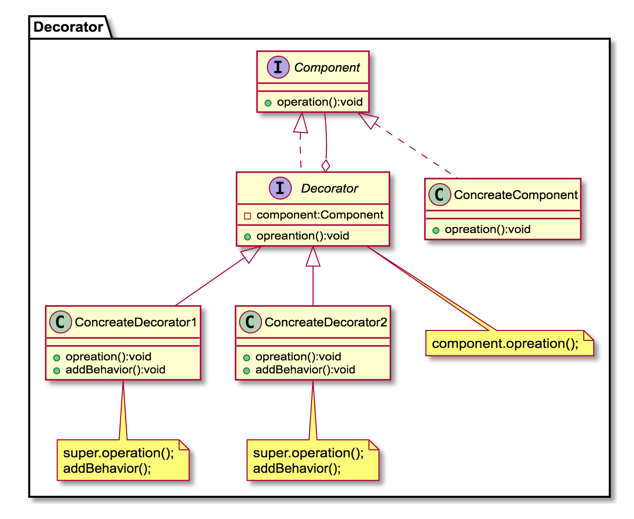 Decorator
I Component
operation():void
I Decorator
component:Component
opreantion():void
C ConcreateComponent
opreation():void
C ConcreateDecorator1
opreation():void
addBehavior():void
C ConcreateDecorator2
opreation():void
addBehavior():void
component.opreation();
super.operation();
addBehavior();
super.operation();
addBehavior();